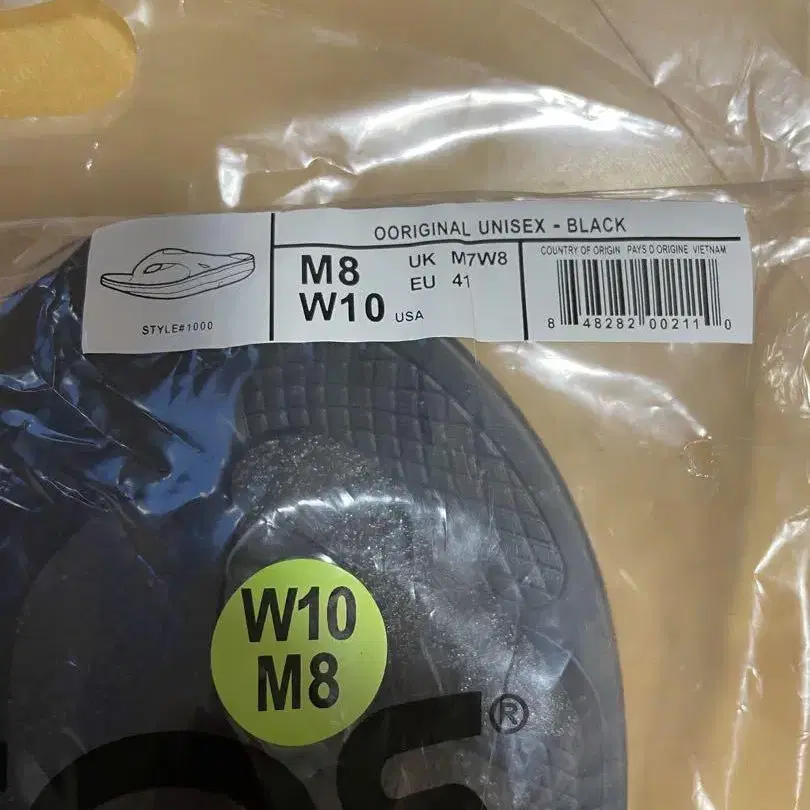 OORIGINAL UNISEX - BLACK
M8
W10 USA
UK M7W8
EU 41
COUNTRY OF ORIGIN PAYS D ORIGINE VIETNAM
8 48282 00211 0
STYLE#1000
W10
M8
os®